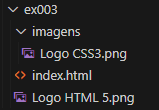 ex003
imagens
Logo CSS3.png
index.html
Logo HTML 5.png